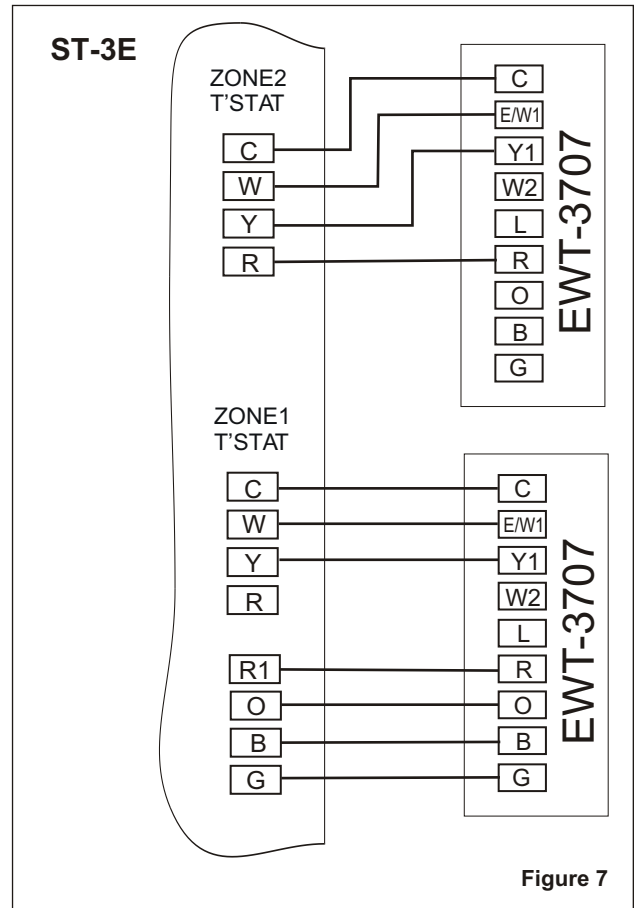 ST-3E
ZONE2
T'STAT
C
W
Y
R
C
E/W1
Y1
W2
L
R
O
B
G
EWT-3707
ZONE1
T'STAT
C
W
Y
R
R1
O
B
G
C
E/W1
Y1
W2
L
R
O
B
G
EWT-3707
Figure 7